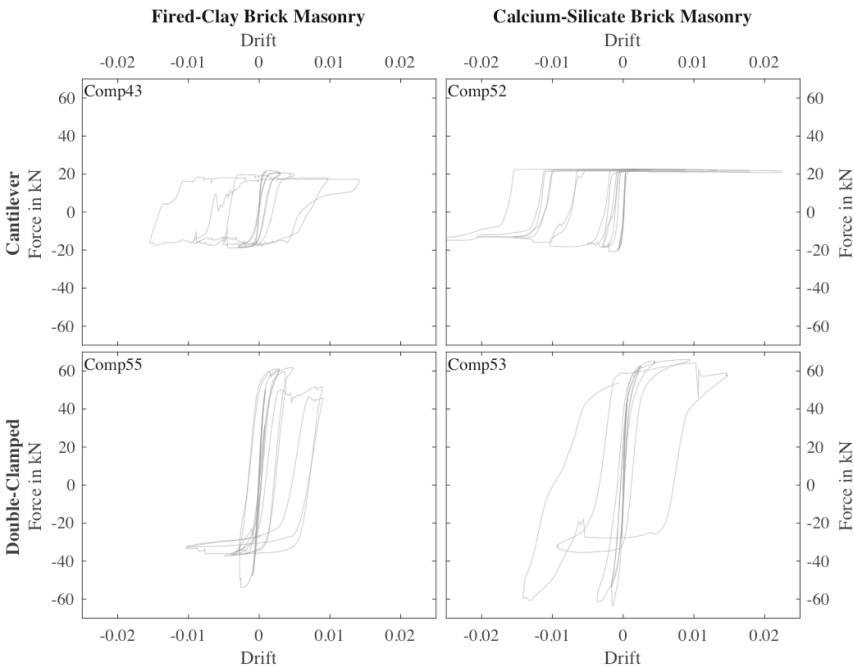 Fired-Clay Brick Masonry Calcium-Silicate Brick Masonry
Drift Drift
-0.02 -0.01 0 0.01 0.02 -0.02 -0.01 0 0.01 0.02
Comp43 Comp52
60 60
40 40
20 20
0 0
-20 -20
-40 -40
-60 -60
Cantilever
Force in kN Force in kN
Comp55 Comp53
60 60
40 40
20 20
0 0
-20 -20
-40 -40
-60 -60
Double-Clamped
Force in kN Force in kN
-0.02 -0.01 0 0.01 0.02 -0.02 -0.01 0 0.01 0.02
Drift Drift